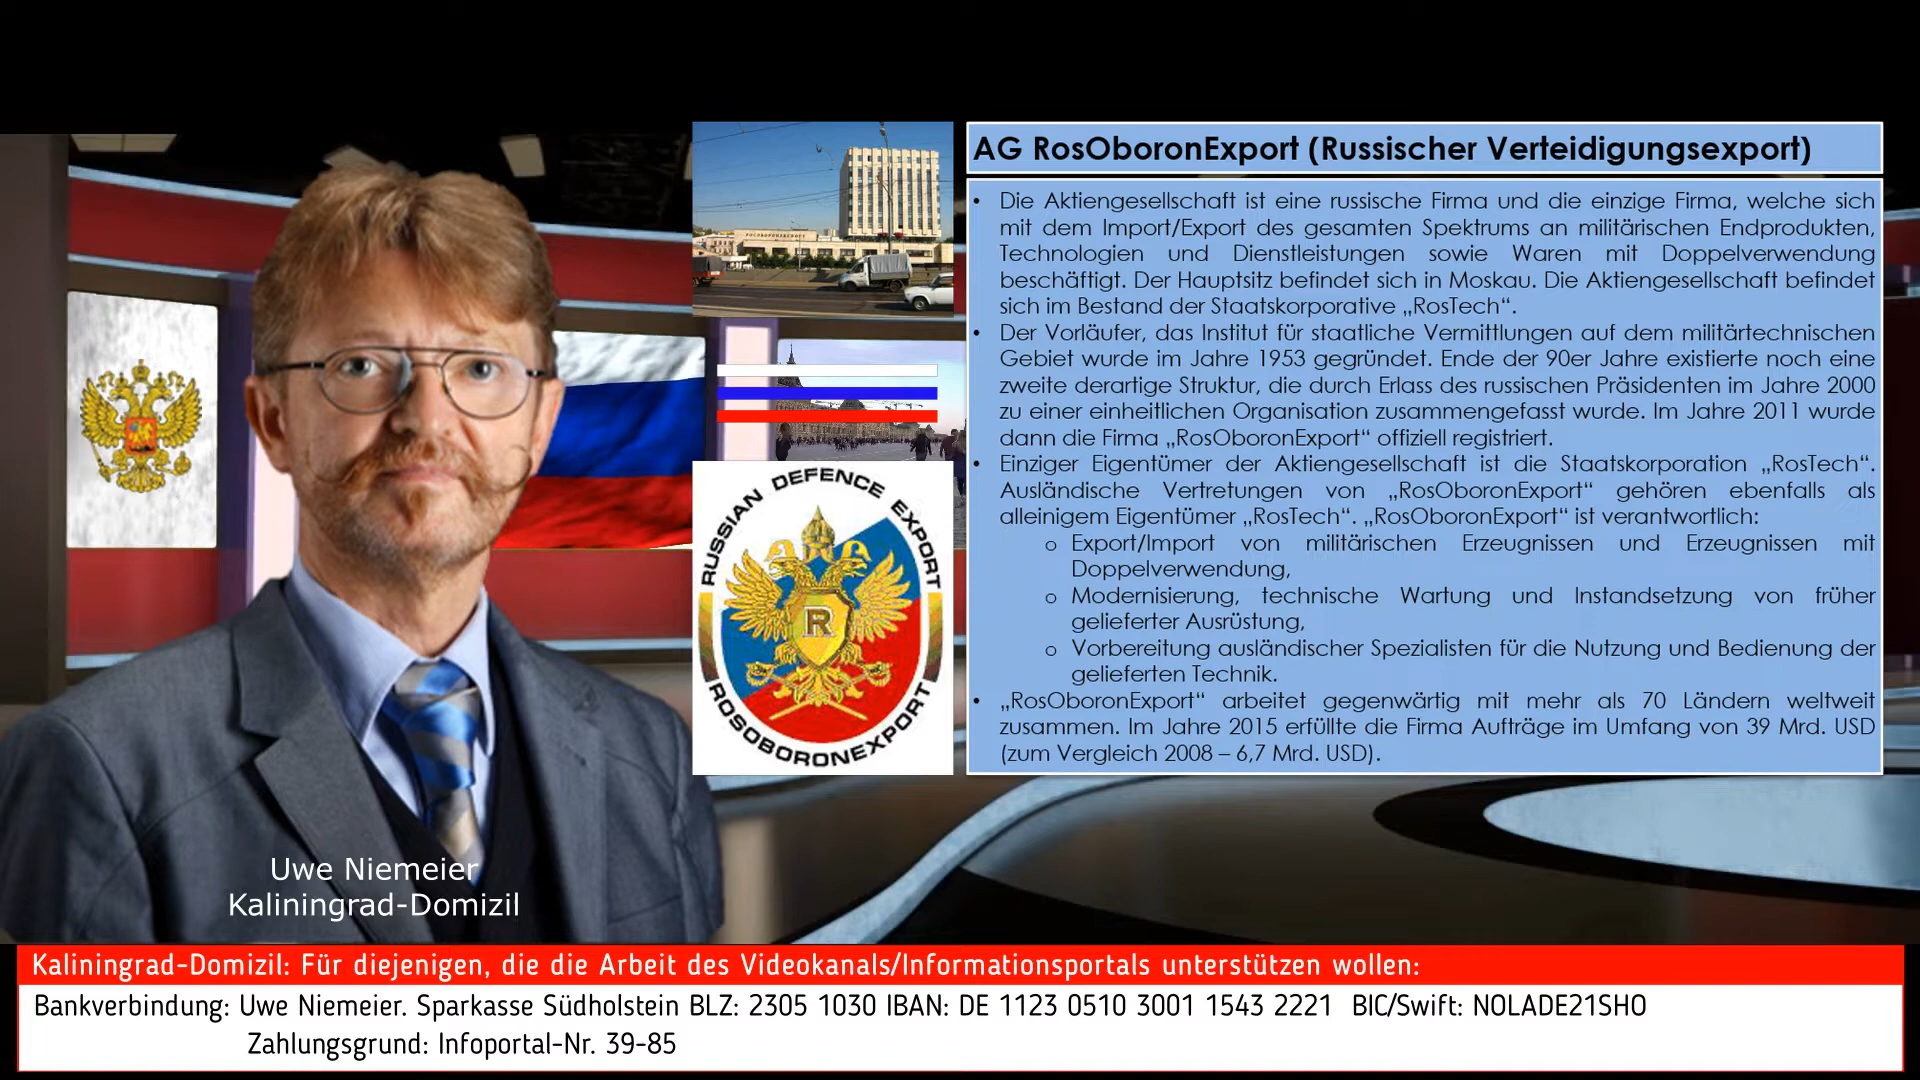 AG RosOboronExport (Russischer Verteidigungsexport)
• Die Aktiengesellschaft ist eine russische Firma und die einzige Firma, welche sich
mit dem Import/Export des gesamten Spektrums an militärischen Endprodukten,
Technologien und Dienstleistungen sowie Waren mit Doppelverwendung
beschäftigt. Der Hauptsitz befindet sich in Moskau. Die Aktiengesellschaft befindet
sich im Bestand der Staatskorporative „RosTech“.
• Der Vorläufer, das Institut für staatliche Vermittlungen auf dem militärtechnischen
Gebiet wurde im Jahre 1953 gegründet. Ende der 90er Jahre existierte noch eine
zweite derartige Struktur, die durch Erlass des russischen Präsidenten im Jahre 2000
zu einer einheitlichen Organisation zusammengefasst wurde. Im Jahre 2011 wurde
dann die Firma „RosOboronExport“ offiziell registriert.
• Einziger Eigentümer der Aktiengesellschaft ist die Staatskorporation „RosTech“.
Ausländische Vertretungen von „RosOboronExport“ gehören ebenfalls als
alleinigem Eigentümer „RosTech“. „RosOboronExport“ ist verantwortlich:
o Export/Import von militärischen Erzeugnissen und Erzeugnissen mit
Doppelverwendung,
o Modernisierung, technische Wartung und Instandsetzung von früher
gelieferter Ausrüstung,
o Vorbereitung ausländischer Spezialisten für die Nutzung und Bedienung der
gelieferten Technik.
• „RosOboronExport“ arbeitet gegenwärtig mit mehr als 70 Ländern weltweit
zusammen. Im Jahre 2015 erfüllte die Firma Aufträge im Umfang von 39 Mrd. USD
(zum Vergleich 2008 – 6,7 Mrd. USD).
RUSSIAN DEFENCE EXPORT
R
ROSOBORONEXPORT
Uwe Niemeier
Kaliningrad-Domizil
Kaliningrad-Domizil: Für diejenigen, die die Arbeit des Videokanals/Informationsportals unterstützen wollen:
Bankverbindung: Uwe Niemeier. Sparkasse Südholstein BLZ: 2305 1030 IBAN: DE 1123 0510 3001 1543 2221 BIC/Swift: NOLADE21SHO
Zahlungsgrund: Infoportal-Nr. 39-85